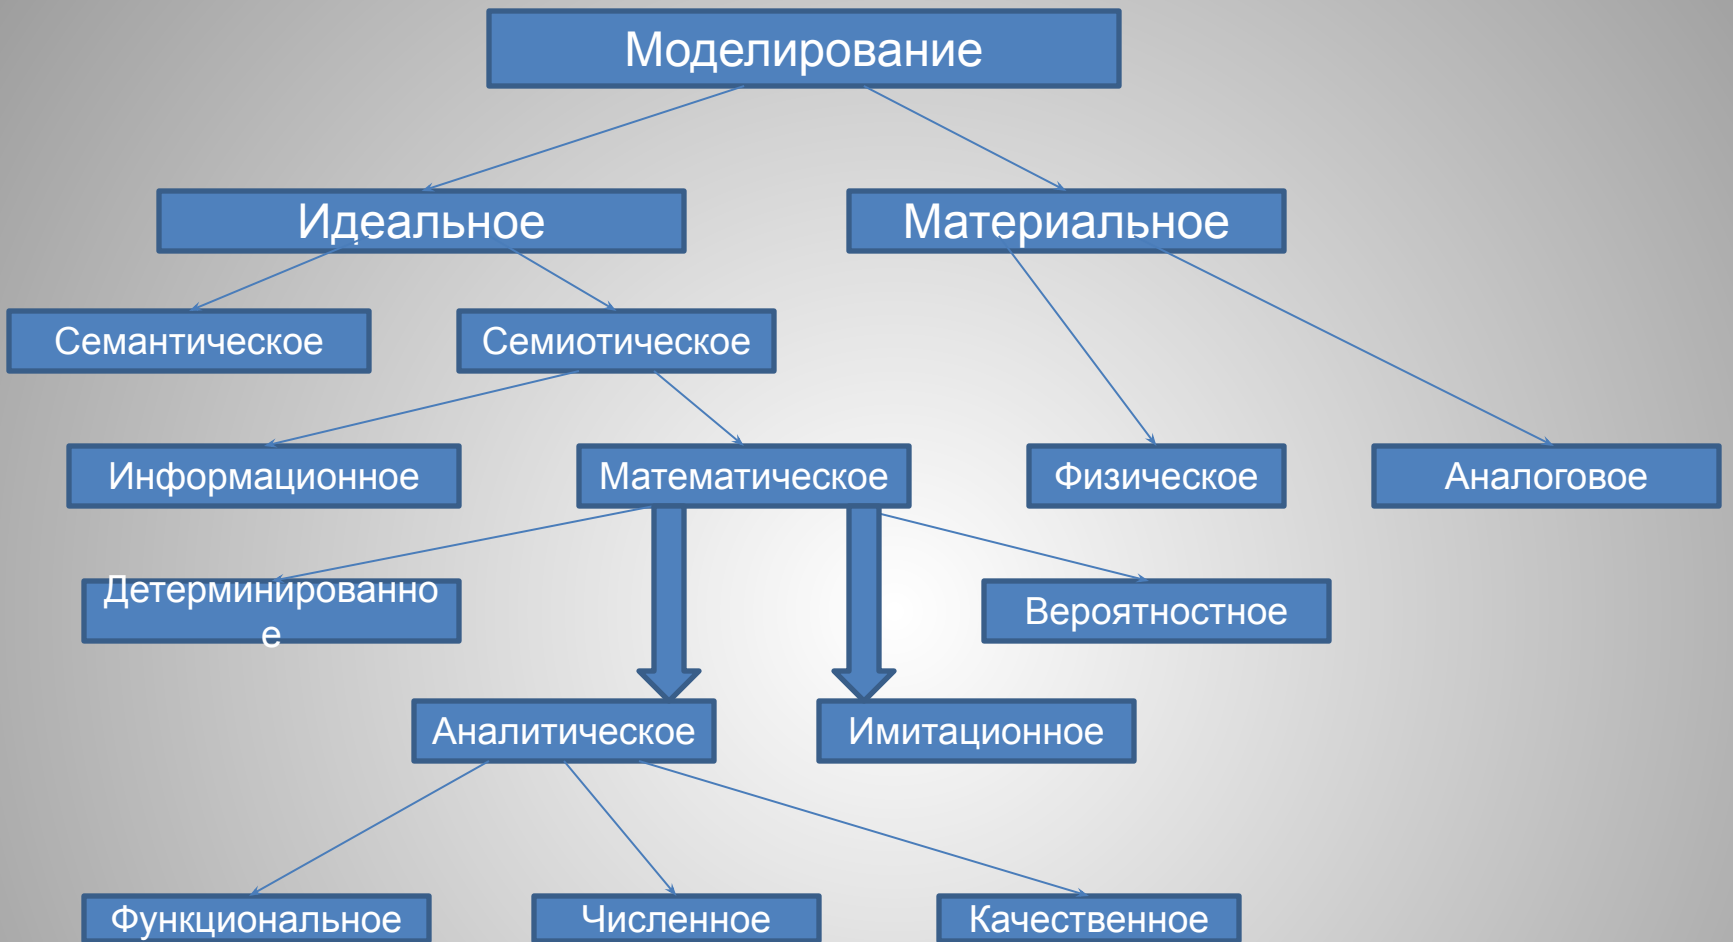 Моделирование
Идеальное
Материальное
Семантическое
Семиотическое
Информационное
Математическое
Физическое
Аналоговое
Детерминированно
е
Вероятностное
Аналитическое
Имитационное
Функциональное
Численное
Качественное